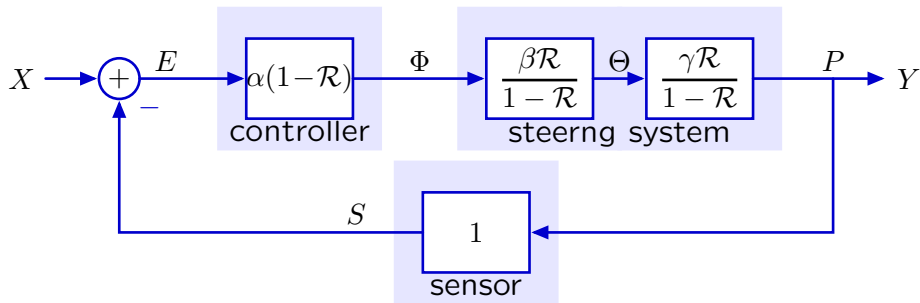 X + E α(1−ℛ) Φ βℛ/(1 − ℛ) Θ γℛ/(1 − ℛ) P Y
−
controller steerng system
S 1
sensor